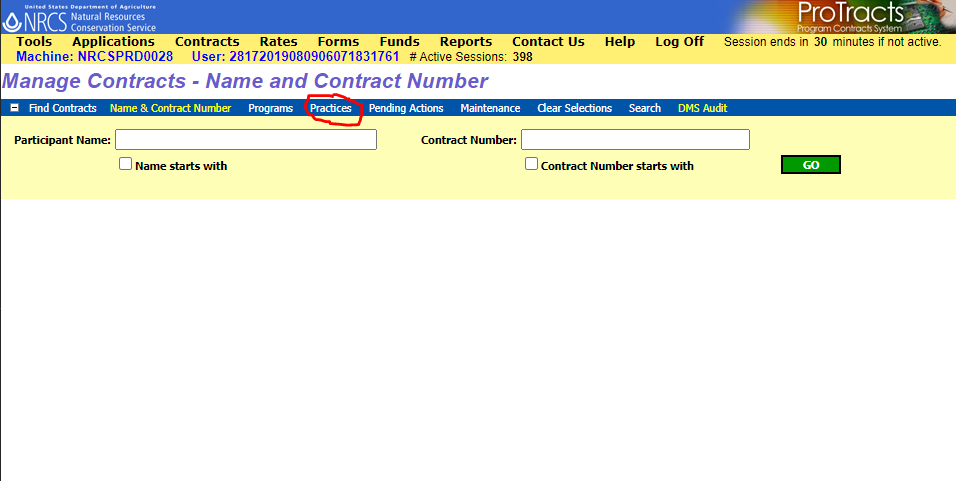 United States Department of Agriculture
NRCS Natural Resources Conservation Service
ProTracts
Program Contracts System
Tools Applications Contracts Rates Forms Funds Reports Contact Us Help Log Off Session ends in 30 minutes if not active.
Machine: NRCSPRD0028 User: 28172019080906071831761 # Active Sessions: 398
Manage Contracts - Name and Contract Number
Find Contracts Name & Contract Number Programs Practices Pending Actions Maintenance Clear Selections Search DMS Audit
Participant Name: Contract Number:
Name starts with Contract Number starts with GO